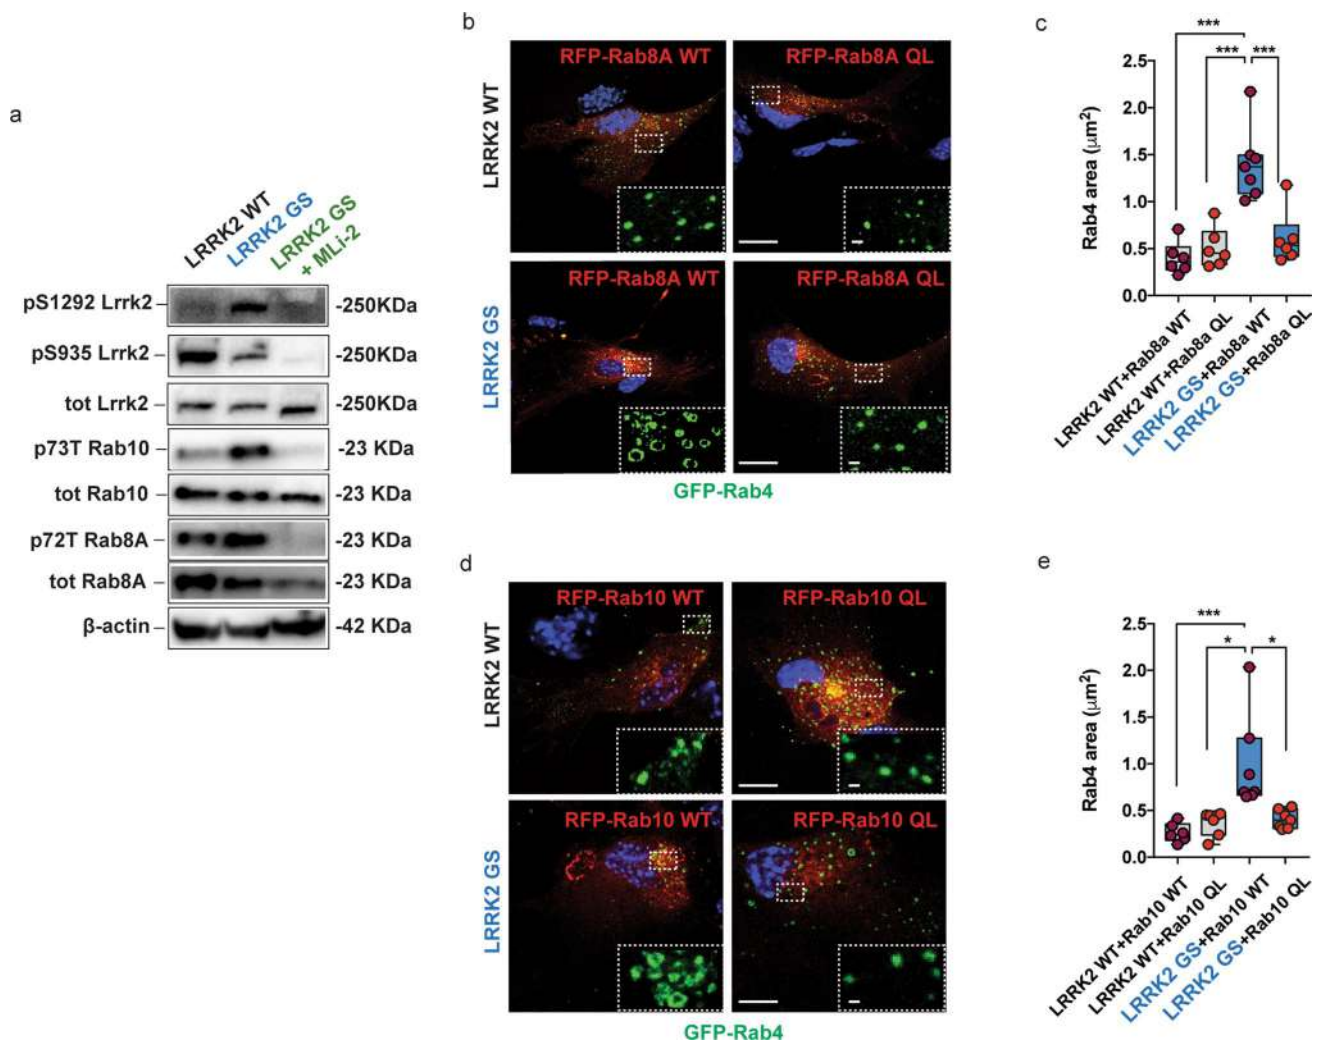 a
LRRK2 WT
LRRK2 GS
LRRK2 GS
+ MLi-2
pS1292 Lrrk2
-250KDa
pS935 Lrrk2
-250KDa
tot Lrrk2
-250KDa
p73T Rab10
-23 KDa
tot Rab10
-23 KDa
p72T Rab8A
-23 KDa
tot Rab8A
-23 KDa
β-actin
-42 KDa
b
RFP-Rab8A WT
RFP-Rab8A QL
LRRK2 WT
RFP-Rab8A WT
RFP-Rab8A QL
LRRK2 GS
GFP-Rab4
c
***
*** ***
Rab4 area (μm²)
2.5
2.0
1.5
1.0
0.5
0.0
LRRK2 WT+Rab8a WT
LRRK2 WT+Rab8a QL
LRRK2 GS+Rab8a WT
LRRK2 GS+Rab8a QL
d
RFP-Rab10 WT
RFP-Rab10 QL
LRRK2 WT
RFP-Rab10 WT
RFP-Rab10 QL
LRRK2 GS
GFP-Rab4
e
***
* *
Rab4 area (μm²)
2.5
2.0
1.5
1.0
0.5
0.0
LRRK2 WT+Rab10 WT
LRRK2 WT+Rab10 QL
LRRK2 GS+Rab10 WT
LRRK2 GS+Rab10 QL